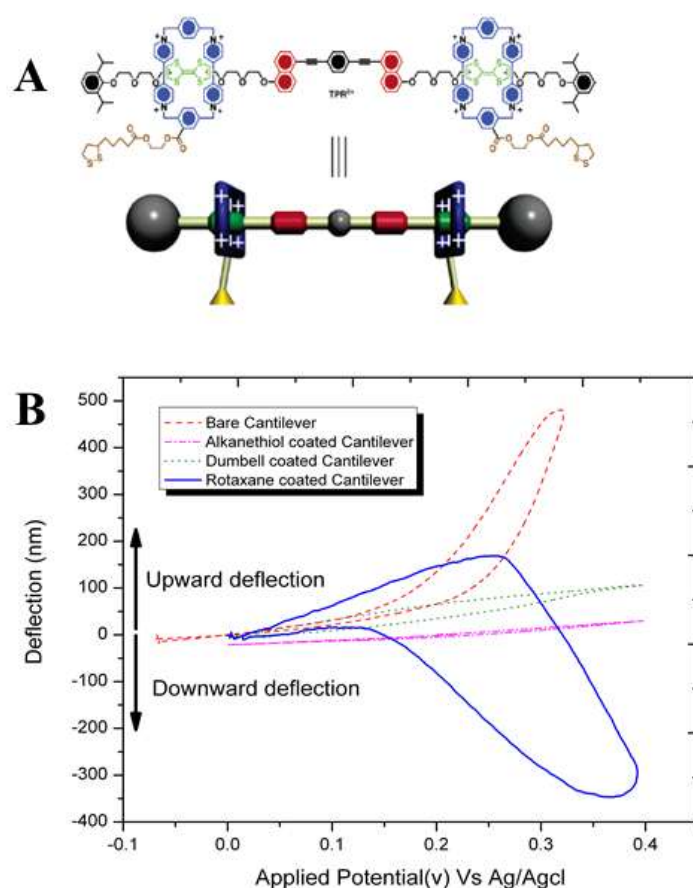 A
TPR²⁺
B
500
400
300
200
100
0
-100
-200
-300
-400
Deflection (nm)
Bare Cantilever
Alkanethiol coated Cantilever
Dumbell coated Cantilever
Rotaxane coated Cantilever
Upward deflection
Downward deflection
-0.1
0.0
0.1
0.2
0.3
0.4
Applied Potential(v) Vs Ag/Agcl